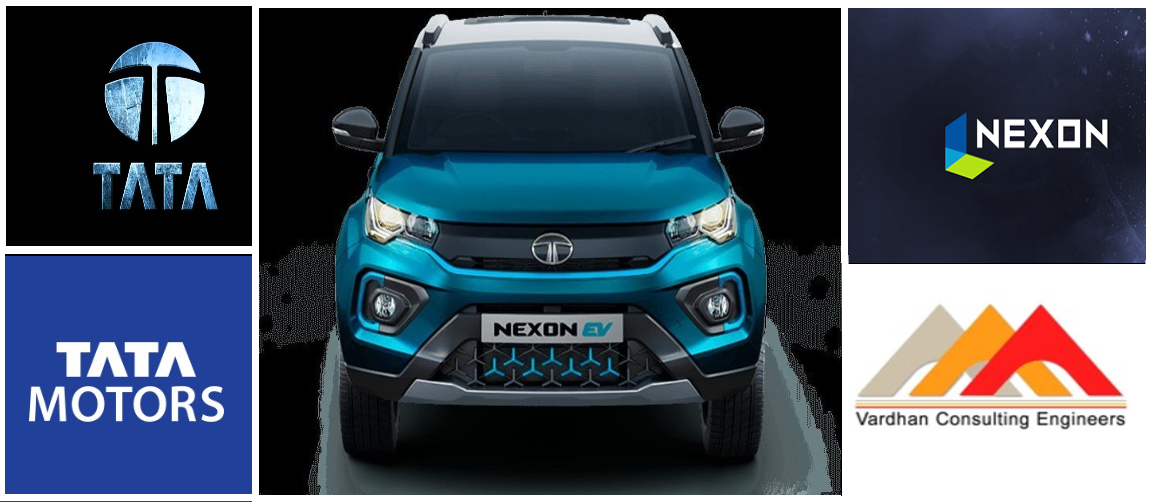 TATA
TATA
MOTORS
NEXON EV
NEXON
Vardhan Consulting Engineers